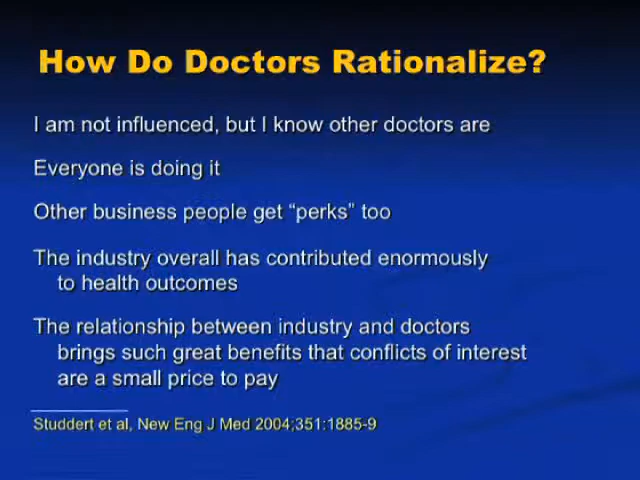 How Do Doctors Rationalize?
I am not influenced, but I know other doctors are
Everyone is doing it
Other business people get “perks” too
The industry overall has contributed enormously
to health outcomes
The relationship between industry and doctors
brings such great benefits that conflicts of interest
are a small price to pay
Studdert et al, New Eng J Med 2004;351:1885-9